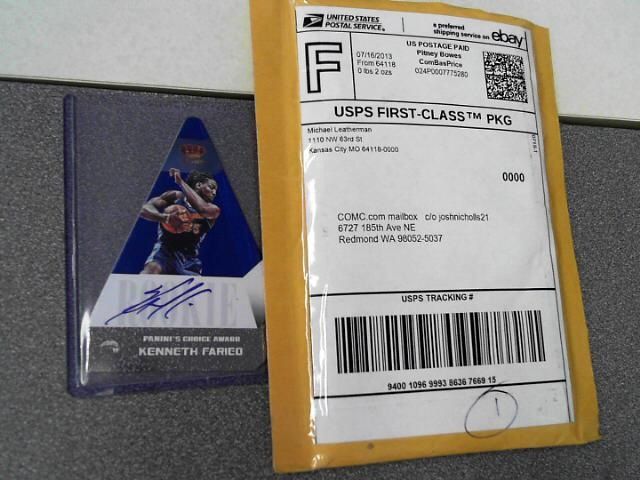 UNITED STATES
POSTAL SERVICE®
a preferred
shipping service on
ebay
F
07/16/2013
From 64118
0 lbs 2 ozs
US POSTAGE PAID
Pitney Bowes
ComBasPrice
024P0007775280
USPS FIRST-CLASS™ PKG
Michael Leatherman
1110 NW 63rd St
Kansas City MO 64118-0000
0000
COMC.com mailbox c/o joshnicholls21
6727 185th Ave NE
Redmond WA 98052-5037
USPS TRACKING #
9400 1096 9993 8636 7669 15
1
ROOKIE
PANINI'S CHOICE AWARD
KENNETH FARIED